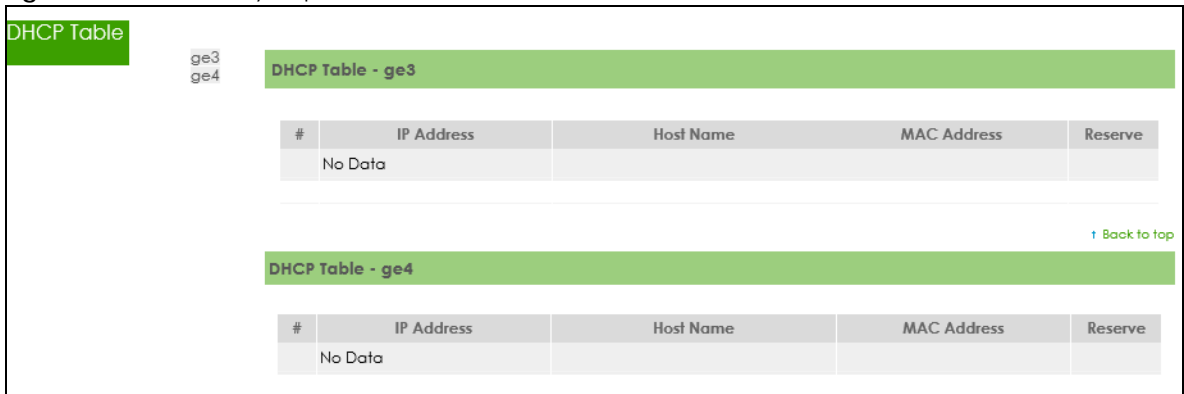 DHCP Table
ge3
ge4
DHCP Table - ge3
# IP Address Host Name MAC Address Reserve
No Data
↑ Back to top
DHCP Table - ge4
# IP Address Host Name MAC Address Reserve
No Data